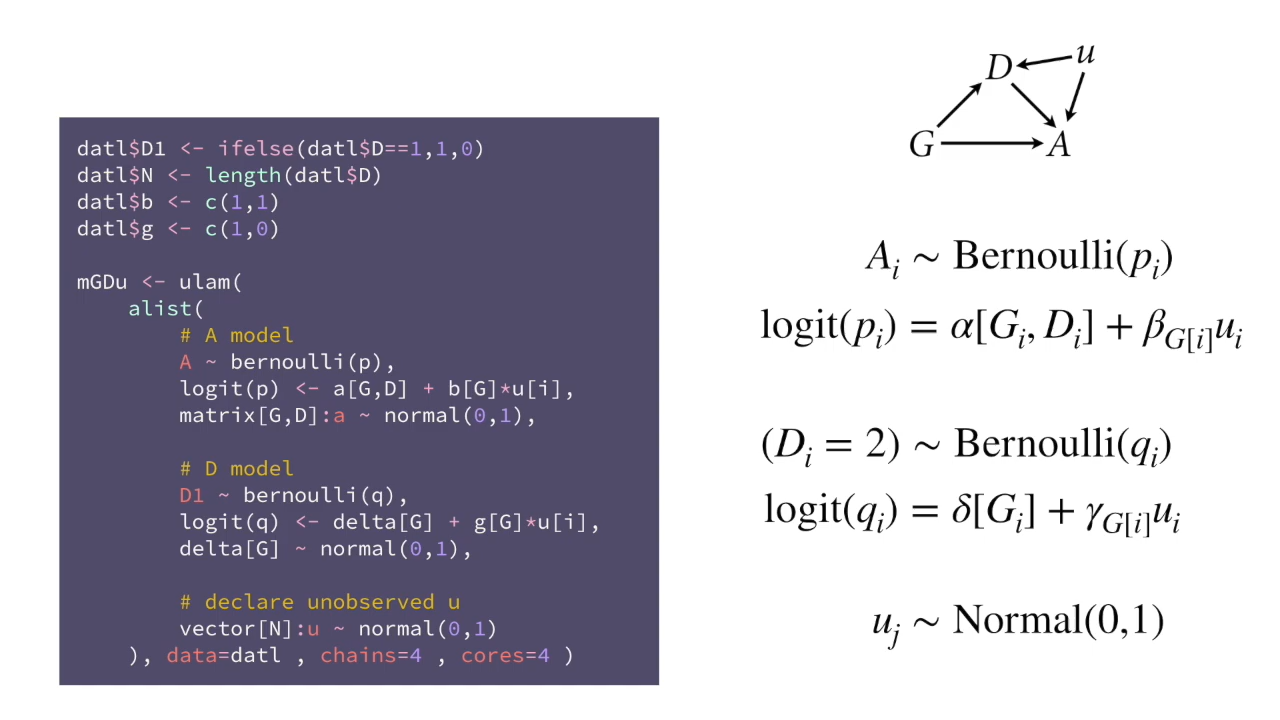 datl$D1 <- ifelse(datl$D==1,1,0)
datl$N <- length(datl$D)
datl$b <- c(1,1)
datl$g <- c(1,0)
mGDu <- ulam(
alist(
# A model
A ~ bernoulli(p),
logit(p) <- a[G,D] + b[G]*u[i],
matrix[G,D]:a ~ normal(0,1),
# D model
D1 ~ bernoulli(q),
logit(q) <- delta[G] + g[G]*u[i],
delta[G] ~ normal(0,1),
# declare unobserved u
vector[N]:u ~ normal(0,1)
), data=datl , chains=4 , cores=4 )
D u
G A
A_i ∼ Bernoulli(p_i)
logit(p_i) = α[G_i, D_i] + β_{G[i]}u_i
(D_i = 2) ∼ Bernoulli(q_i)
logit(q_i) = δ[G_i] + γ_{G[i]}u_i
u_j ∼ Normal(0,1)